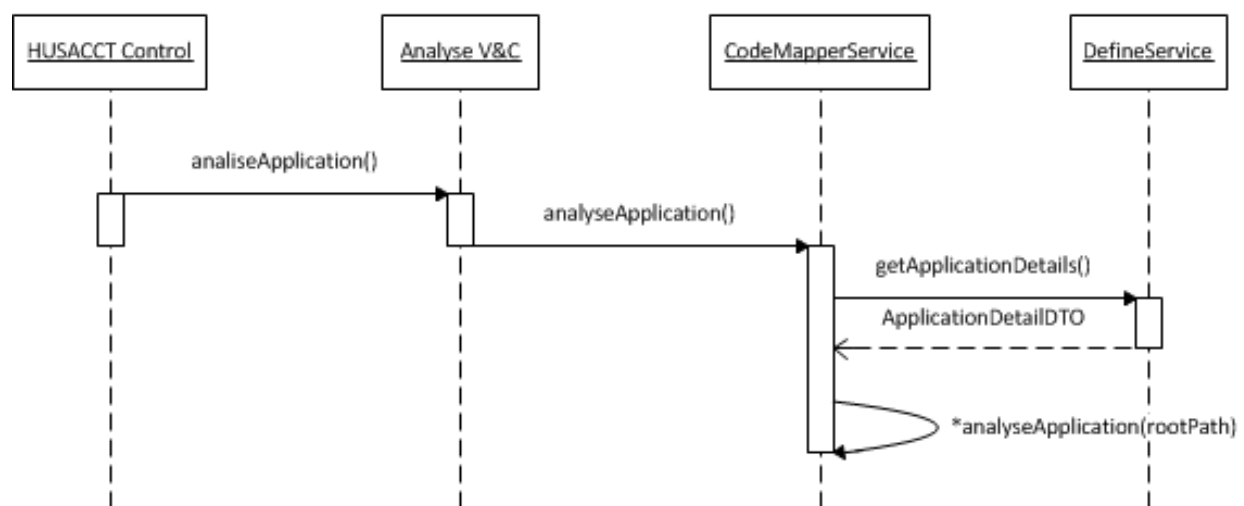 HUSACCT Control
Analyse V&C
CodeMapperService
DefineService
analiseApplication()
analyseApplication()
getApplicationDetails()
ApplicationDetailDTO
*analyseApplication(rootPath)